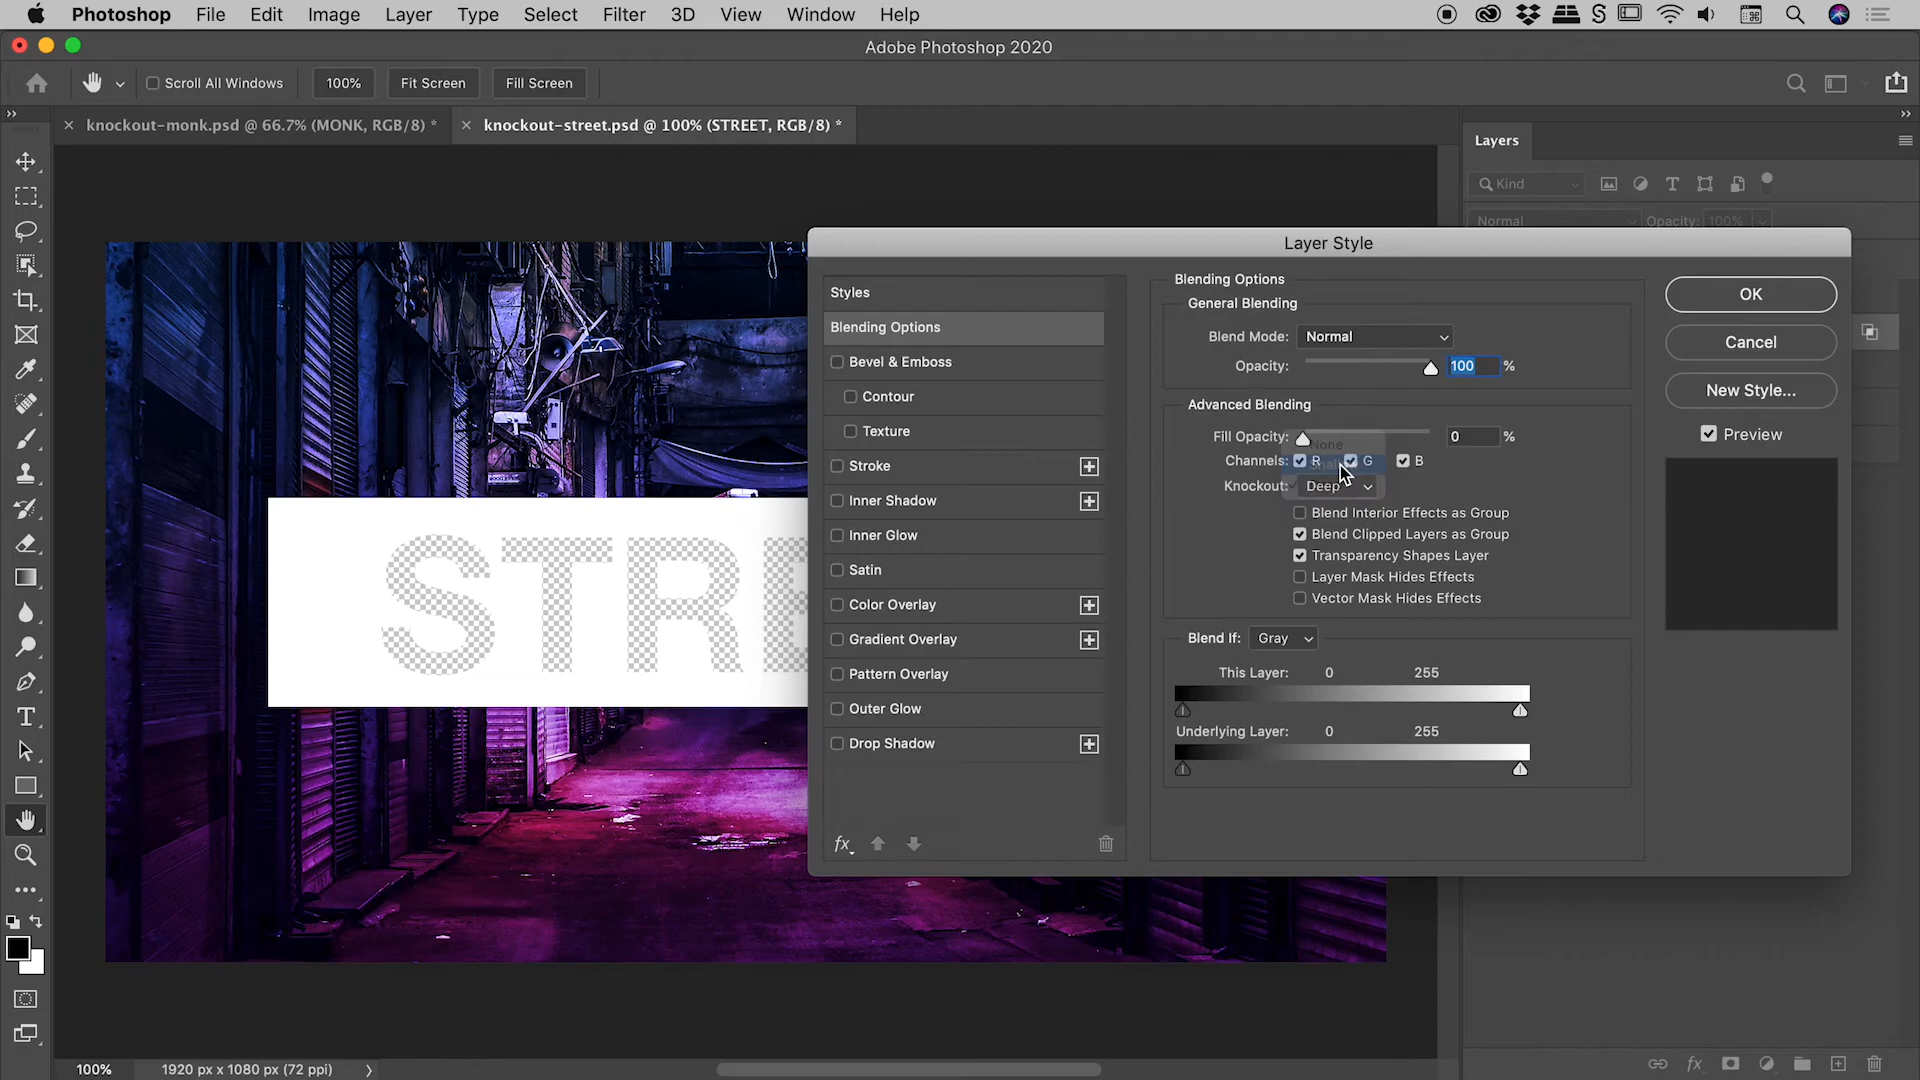 Photoshop File Edit Image Layer Type Select Filter 3D View Window Help
Adobe Photoshop 2020
Scroll All Windows 100% Fit Screen Fill Screen
knockout-monk.psd @ 66.7% (MONK, RGB/8) *
knockout-street.psd @ 100% (STREET, RGB/8) *
Layers
Kind
Normal Opacity: 100%
Layer Style
Styles
Blending Options
Bevel & Emboss
Contour
Texture
Stroke
Inner Shadow
Inner Glow
Satin
Color Overlay
Gradient Overlay
Pattern Overlay
Outer Glow
Drop Shadow
fx
Blending Options
General Blending
Blend Mode: Normal
Opacity: 100 %
Advanced Blending
Fill Opacity: 0 %
None
Channels: R G B
Knockout: Deep
Blend Interior Effects as Group
Blend Clipped Layers as Group
Transparency Shapes Layer
Layer Mask Hides Effects
Vector Mask Hides Effects
Blend If: Gray
This Layer: 0 255
Underlying Layer: 0 255
OK
Cancel
New Style...
Preview
STRE
100% 1920 px x 1080 px (72 ppi)
fx